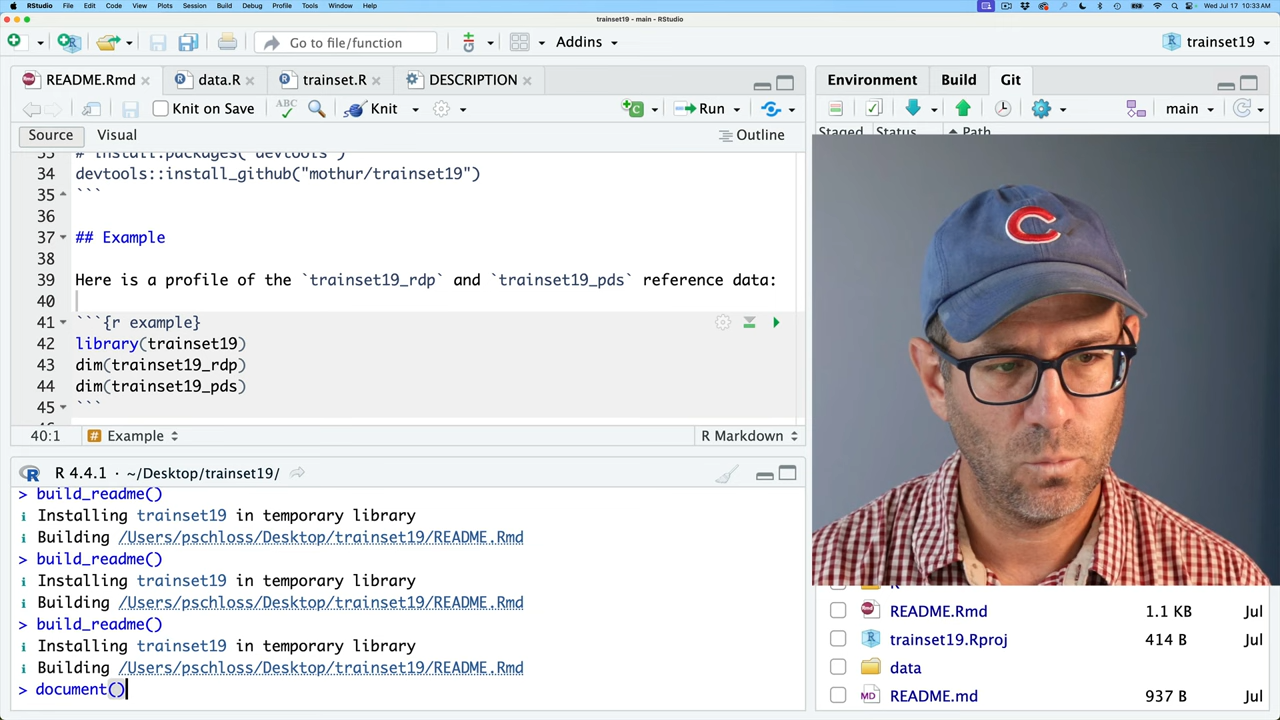 RStudio File Edit Code View Plots Session Build Debug Profile Tools Window Help Wed Jul 17 10:33 AM
trainset19 - main - RStudio
Go to file/function Addins trainset19
README.Rmd data.R trainset.R DESCRIPTION Environment Build Git
Knit on Save ABC Knit Run main
Source Visual Outline Staged Status Path
33 # install.packages("devtools")
34 devtools::install_github("mothur/trainset19")
35 ```
36
37 ## Example
38
39 Here is a profile of the `trainset19_rdp` and `trainset19_pds` reference data:
40
41 ```{r example}
42 library(trainset19)
43 dim(trainset19_rdp)
44 dim(trainset19_pds)
45 ```
40:1 # Example R Markdown
R 4.4.1 · ~/Desktop/trainset19/
> build_readme()
i Installing trainset19 in temporary library
i Building /Users/pschloss/Desktop/trainset19/README.Rmd
> build_readme()
i Installing trainset19 in temporary library
i Building /Users/pschloss/Desktop/trainset19/README.Rmd
> build_readme()
i Installing trainset19 in temporary library
i Building /Users/pschloss/Desktop/trainset19/README.Rmd
> document()
C
R
README.Rmd 1.1 KB Jul
trainset19.Rproj 414 B Jul
data
README.md 937 B Jul